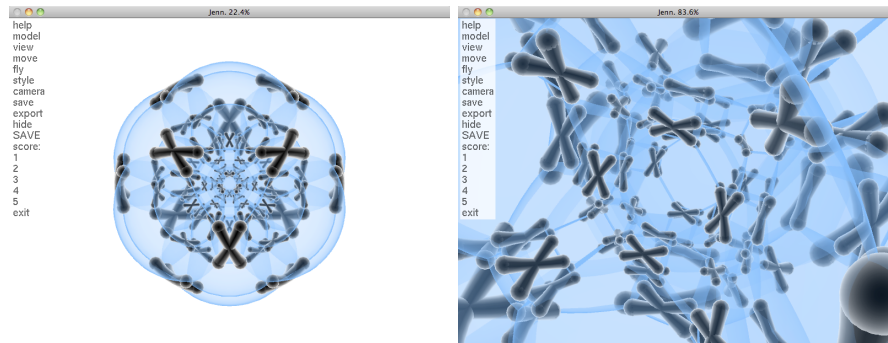 Jenn. 22.4%
help
model
view
move
fly
style
camera
save
export
hide
SAVE
score:
1
2
3
4
5
exit
Jenn. 83.6%
help
model
view
move
fly
style
camera
save
export
hide
SAVE
score:
1
2
3
4
5
exit